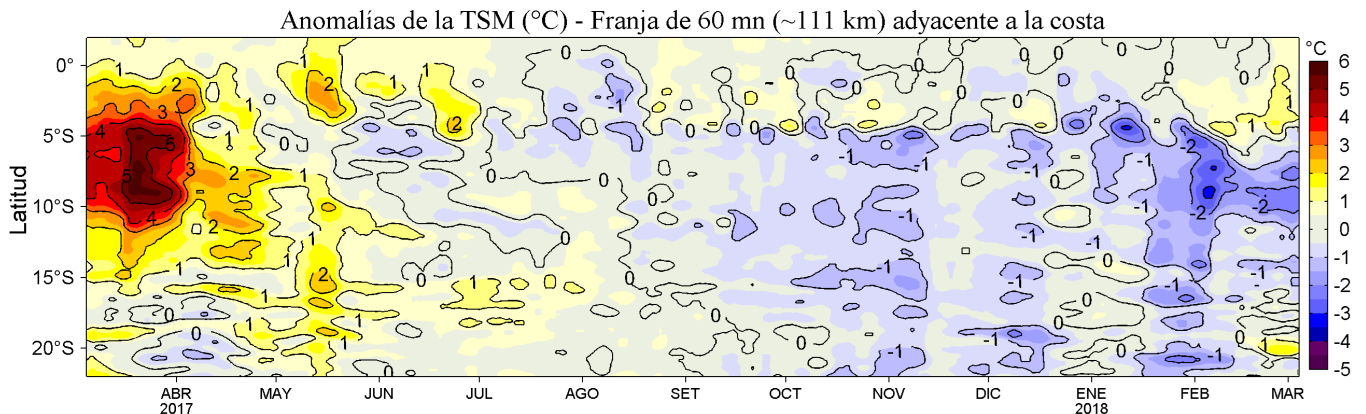 Anomalías de la TSM (°C) - Franja de 60 mn (~111 km) adyacente a la costa
°C
Latitud
0°
5°S
10°S
15°S
20°S
6
5
4
3
2
1
0
-1
-2
-3
-4
-5
ABR MAY JUN JUL AGO SET OCT NOV DIC ENE FEB MAR
2017 2018